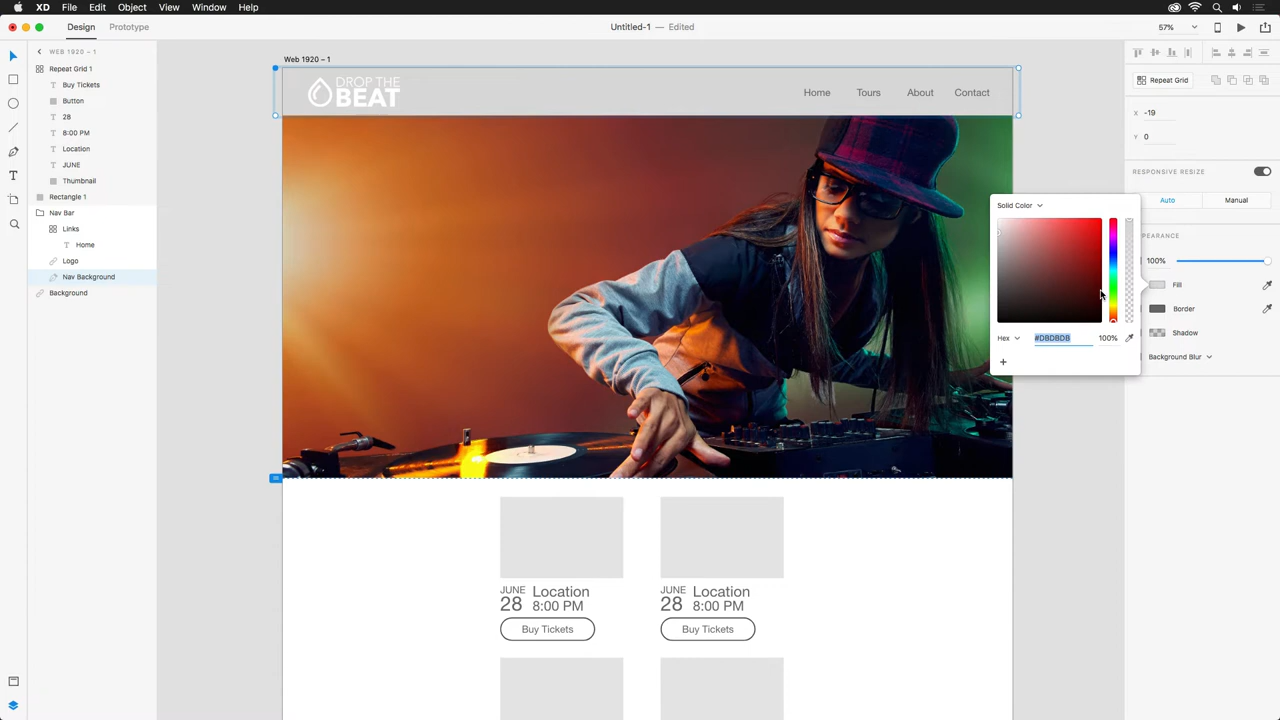 XD File Edit Object View Window Help
Design Prototype
Untitled-1 — Edited
57%
WEB 1920 – 1
Repeat Grid 1
Buy Tickets
Button
28
8:00 PM
Location
JUNE
Thumbnail
Rectangle 1
Nav Bar
Links
Home
Logo
Nav Background
Background
Web 1920 – 1
DROP THE
BEAT
Home Tours About Contact
JUNE
28
Location
8:00 PM
Buy Tickets
JUNE
28
Location
8:00 PM
Buy Tickets
Solid Color
Hex #DBDBDB 100%
+
Repeat Grid
X -19
Y 0
RESPONSIVE RESIZE
Auto Manual
PEARANCE
100%
Fill
Border
Shadow
Background Blur